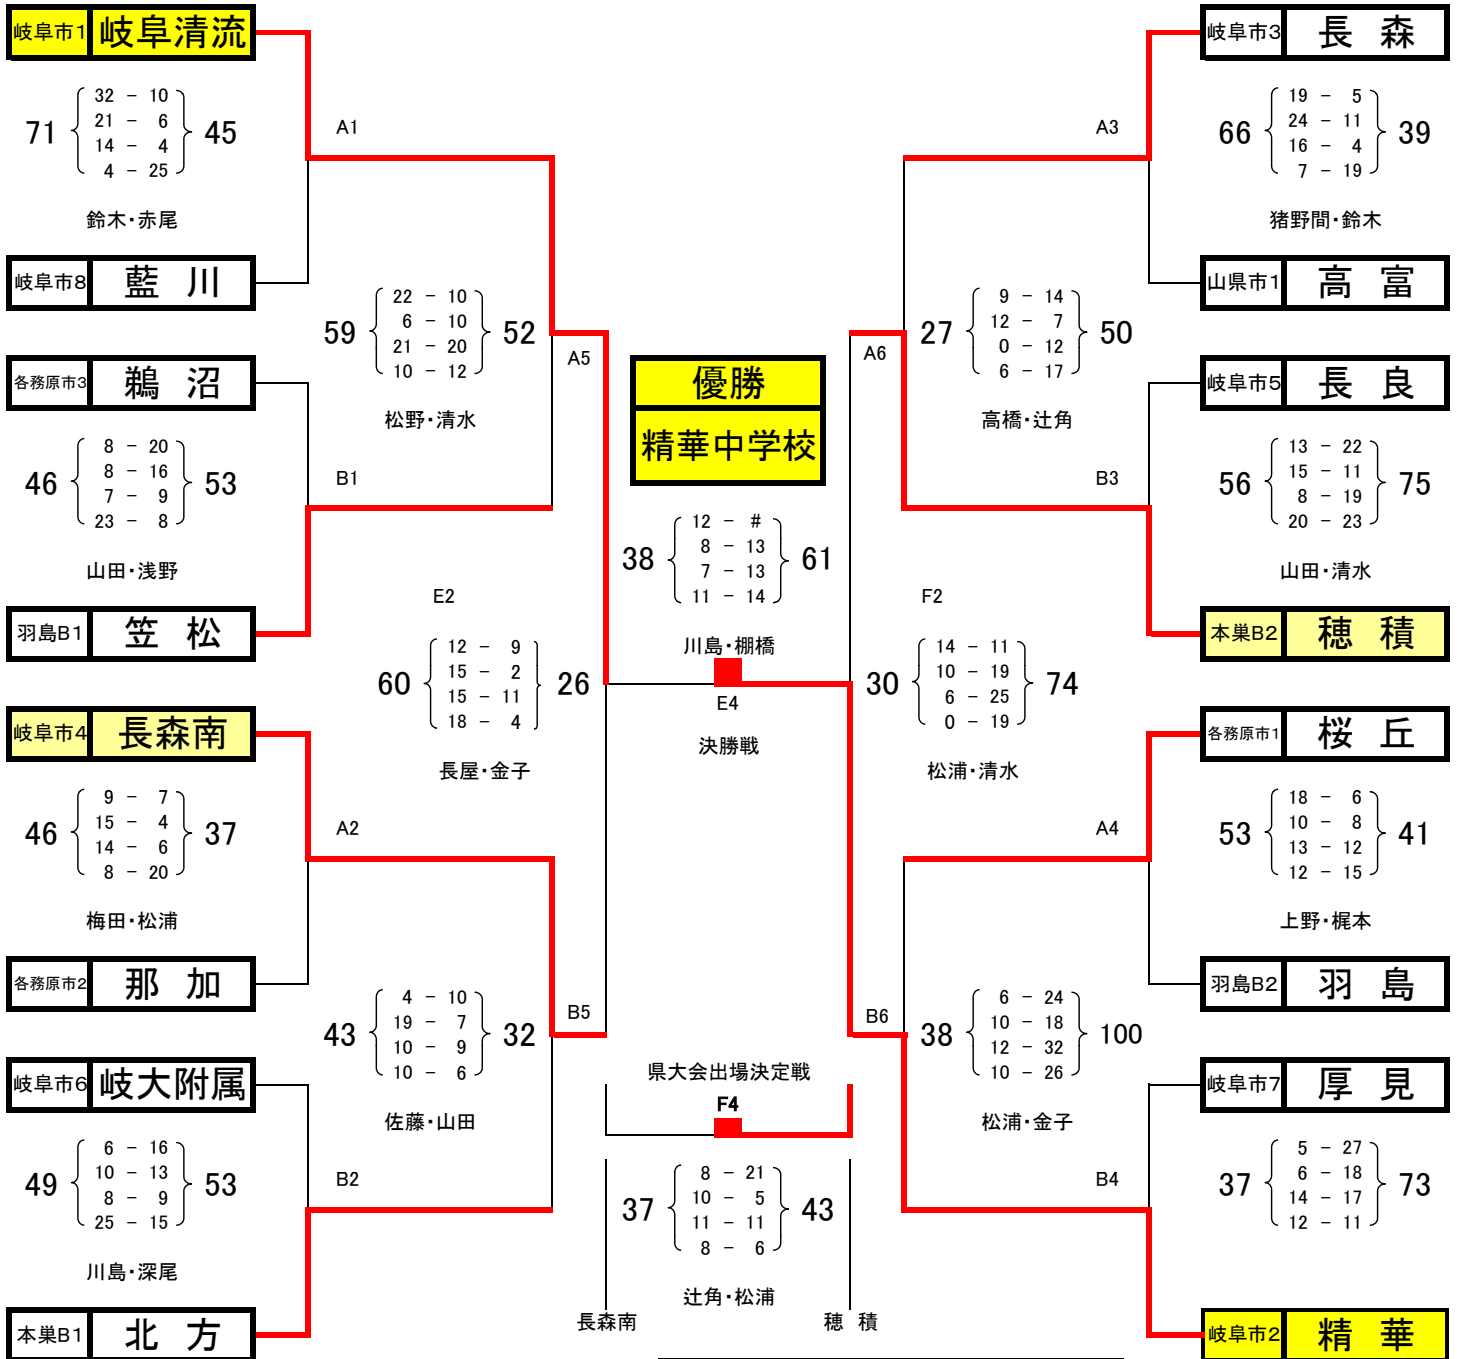 岐阜市1 岐阜清流
71 32 - 10 45
21 - 6
14 - 4
4 - 25
鈴木・赤尾
A1
岐阜市8 藍 川
59 22 - 10 52
6 - 10
21 - 20
10 - 12
松野・清水
A5
各務原市3 鵜 沼
46 8 - 20 53
8 - 16
7 - 9
23 - 8
山田・浅野
B1
羽島B1 笠 松
E2
60 12 - 9 26
15 - 2
15 - 11
18 - 4
長屋・金子
岐阜市4 長森南
46 9 - 7 37
15 - 4
14 - 6
8 - 20
梅田・松浦
A2
各務原市2 那 加
43 4 - 10 32
19 - 7
10 - 9
10 - 6
佐藤・山田
B5
岐阜市6 岐大附属
49 6 - 16 53
10 - 13
8 - 9
25 - 15
川島・深尾
B2
本巣B1 北 方
優勝
精華中学校
38 12 - # 61
8 - 13
7 - 13
11 - 14
川島・棚橋
E4
決勝戦
県大会出場決定戦
F4
37 8 - 21 43
10 - 5
11 - 11
8 - 6
辻角・松浦
長森南 穂 積
岐阜市3 長 森
A3
66 19 - 5 39
24 - 11
16 - 4
7 - 19
猪野間・鈴木
山県市1 高 富
A6
27 9 - 14 50
12 - 7
0 - 12
6 - 17
高橋・辻角
岐阜市5 長 良
B3
56 13 - 22 75
15 - 11
8 - 19
20 - 23
山田・清水
本巣B2 穂 積
F2
30 14 - 11 74
10 - 19
6 - 25
0 - 19
松浦・清水
各務原市1 桜 丘
A4
53 18 - 6 41
10 - 8
13 - 12
12 - 15
上野・梶本
羽島B2 羽 島
B6
38 6 - 24 100
10 - 18
12 - 32
10 - 26
松浦・金子
岐阜市7 厚 見
B4
37 5 - 27 73
6 - 18
14 - 17
12 - 11
岐阜市2 精 華